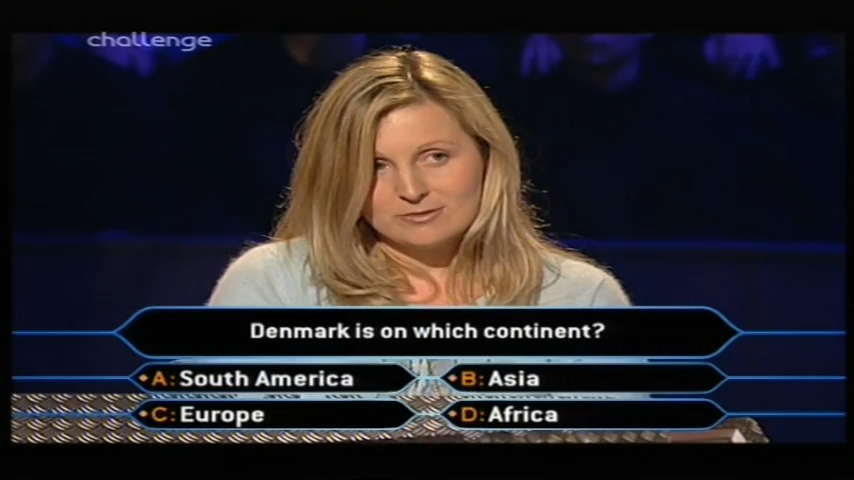 challenge
Denmark is on which continent?
A: South America
B: Asia
C: Europe
D: Africa